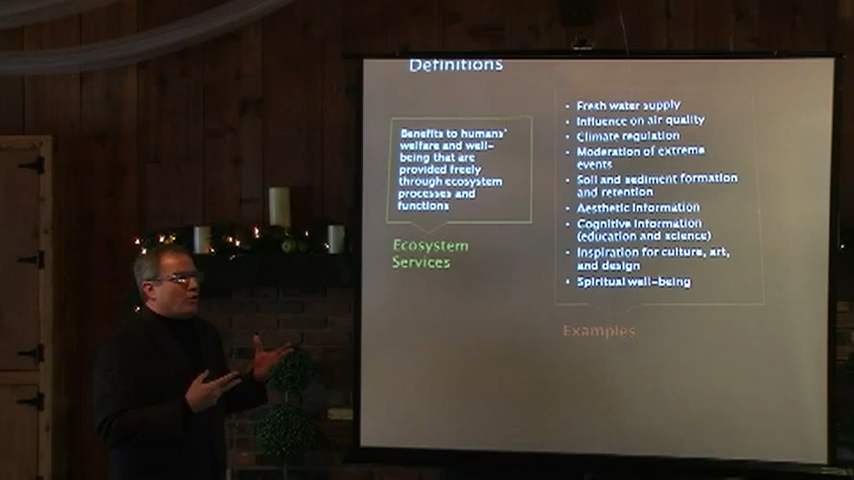 Definitions
Benefits to humans'
welfare and well-
being that are
provided freely
through ecosystem
processes and
functions
Ecosystem
Services
• Fresh water supply
• Influence on air quality
• Climate regulation
• Moderation of extreme
events
• Soil and sediment formation
and retention
• Aesthetic information
• Cognitive information
(education and science)
• Inspiration for culture, art,
and design
• Spiritual well-being
Examples